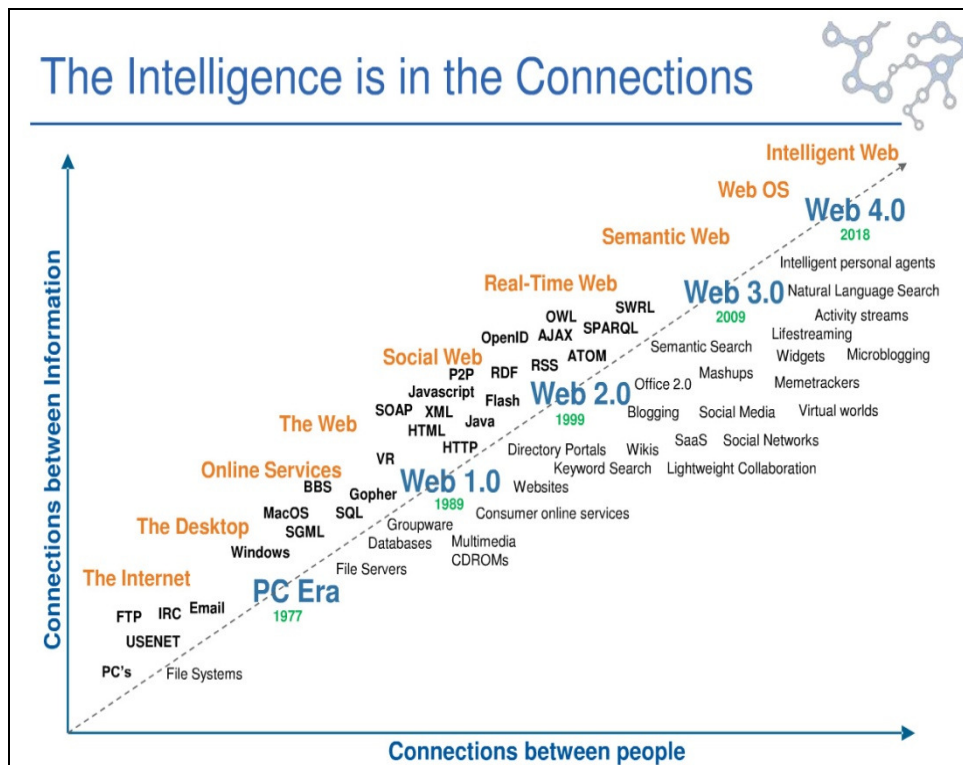 The Intelligence is in the Connections
Intelligent Web
Web OS
Web 4.0
2018
Semantic Web
Intelligent personal agents
Real-Time Web
Web 3.0
Natural Language Search
2009
SWRL
OWL
Activity streams
OpenID
AJAX
SPARQL
Lifestreaming
Semantic Search
Widgets
Microblogging
Social Web
ATOM
P2P
RDF
RSS
Mashups
Office 2.0
Memetrackers
Javascript
Flash
Web 2.0
1999
SOAP
XML
Java
Blogging
Social Media
Virtual worlds
The Web
HTML
HTTP
Directory Portals
Wikis
SaaS
Social Networks
VR
Keyword Search
Lightweight Collaboration
Online Services
Web 1.0
1989
Websites
BBS
Gopher
MacOS
SQL
Consumer online services
The Desktop
SGML
Groupware
Windows
Databases
Multimedia
CDROMs
File Servers
The Internet
PC Era
1977
FTP
IRC
Email
USENET
PC's
File Systems
Connections between Information
Connections between people